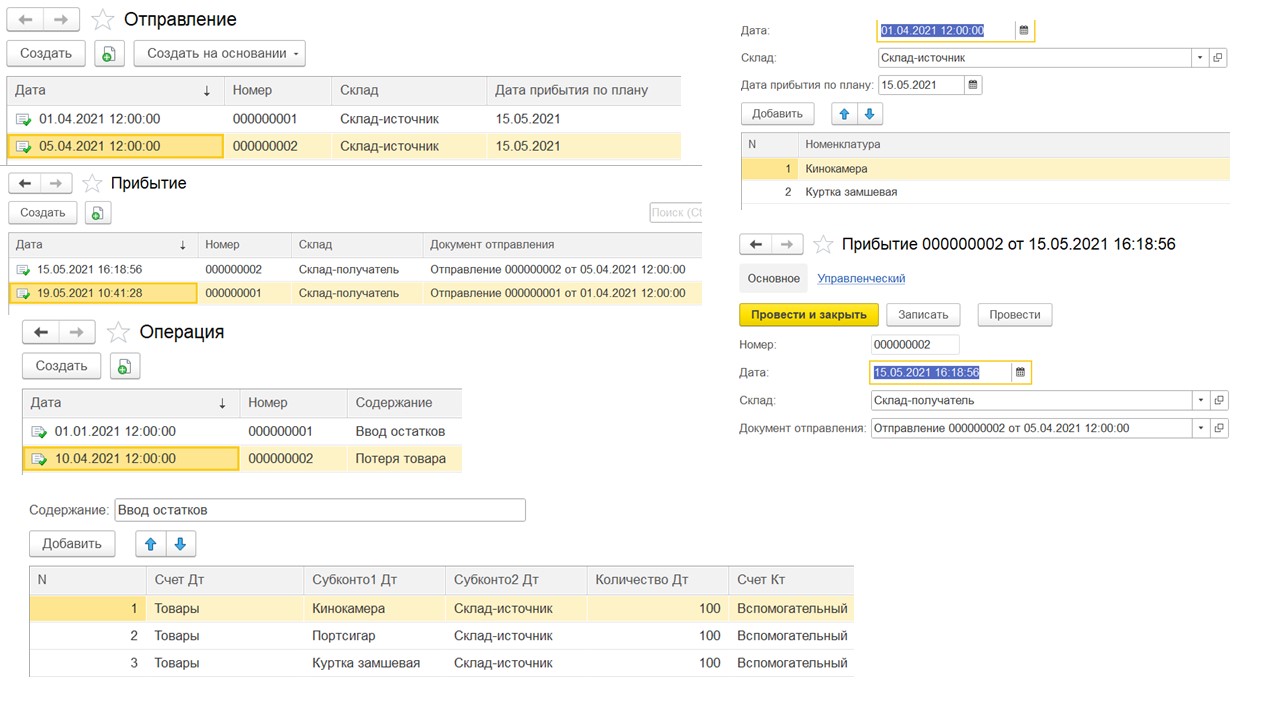 Отправление
Создать Создать на основании
Дата ↓ Номер Склад Дата прибытия по плану
01.04.2021 12:00:00 000000001 Склад-источник 15.05.2021
05.04.2021 12:00:00 000000002 Склад-источник 15.05.2021
Прибытие
Создать Поиск (Ct
Дата ↓ Номер Склад Документ отправления
15.05.2021 16:18:56 000000002 Склад-получатель Отправление 000000002 от 05.04.2021 12:00:00
19.05.2021 10:41:28 000000001 Склад-получатель Отправление 000000001 от 01.04.2021 12:00:00
Операция
Создать
Дата ↓ Номер Содержание
01.01.2021 12:00:00 000000001 Ввод остатков
10.04.2021 12:00:00 000000002 Потеря товара
Содержание: Ввод остатков
Добавить
N Счет Дт Субконто1 Дт Субконто2 Дт Количество Дт Счет Кт
1 Товары Кинокамера Склад-источник 100 Вспомогательный
2 Товары Портсигар Склад-источник 100 Вспомогательный
3 Товары Куртка замшевая Склад-источник 100 Вспомогательный
Дата: 01.04.2021 12:00:00
Склад: Склад-источник
Дата прибытия по плану: 15.05.2021
Добавить
N Номенклатура
1 Кинокамера
2 Куртка замшевая
Прибытие 000000002 от 15.05.2021 16:18:56
Основное Управленческий
Провести и закрыть Записать Провести
Номер: 000000002
Дата: 15.05.2021 16:18:56
Склад: Склад-получатель
Документ отправления: Отправление 000000002 от 05.04.2021 12:00:00